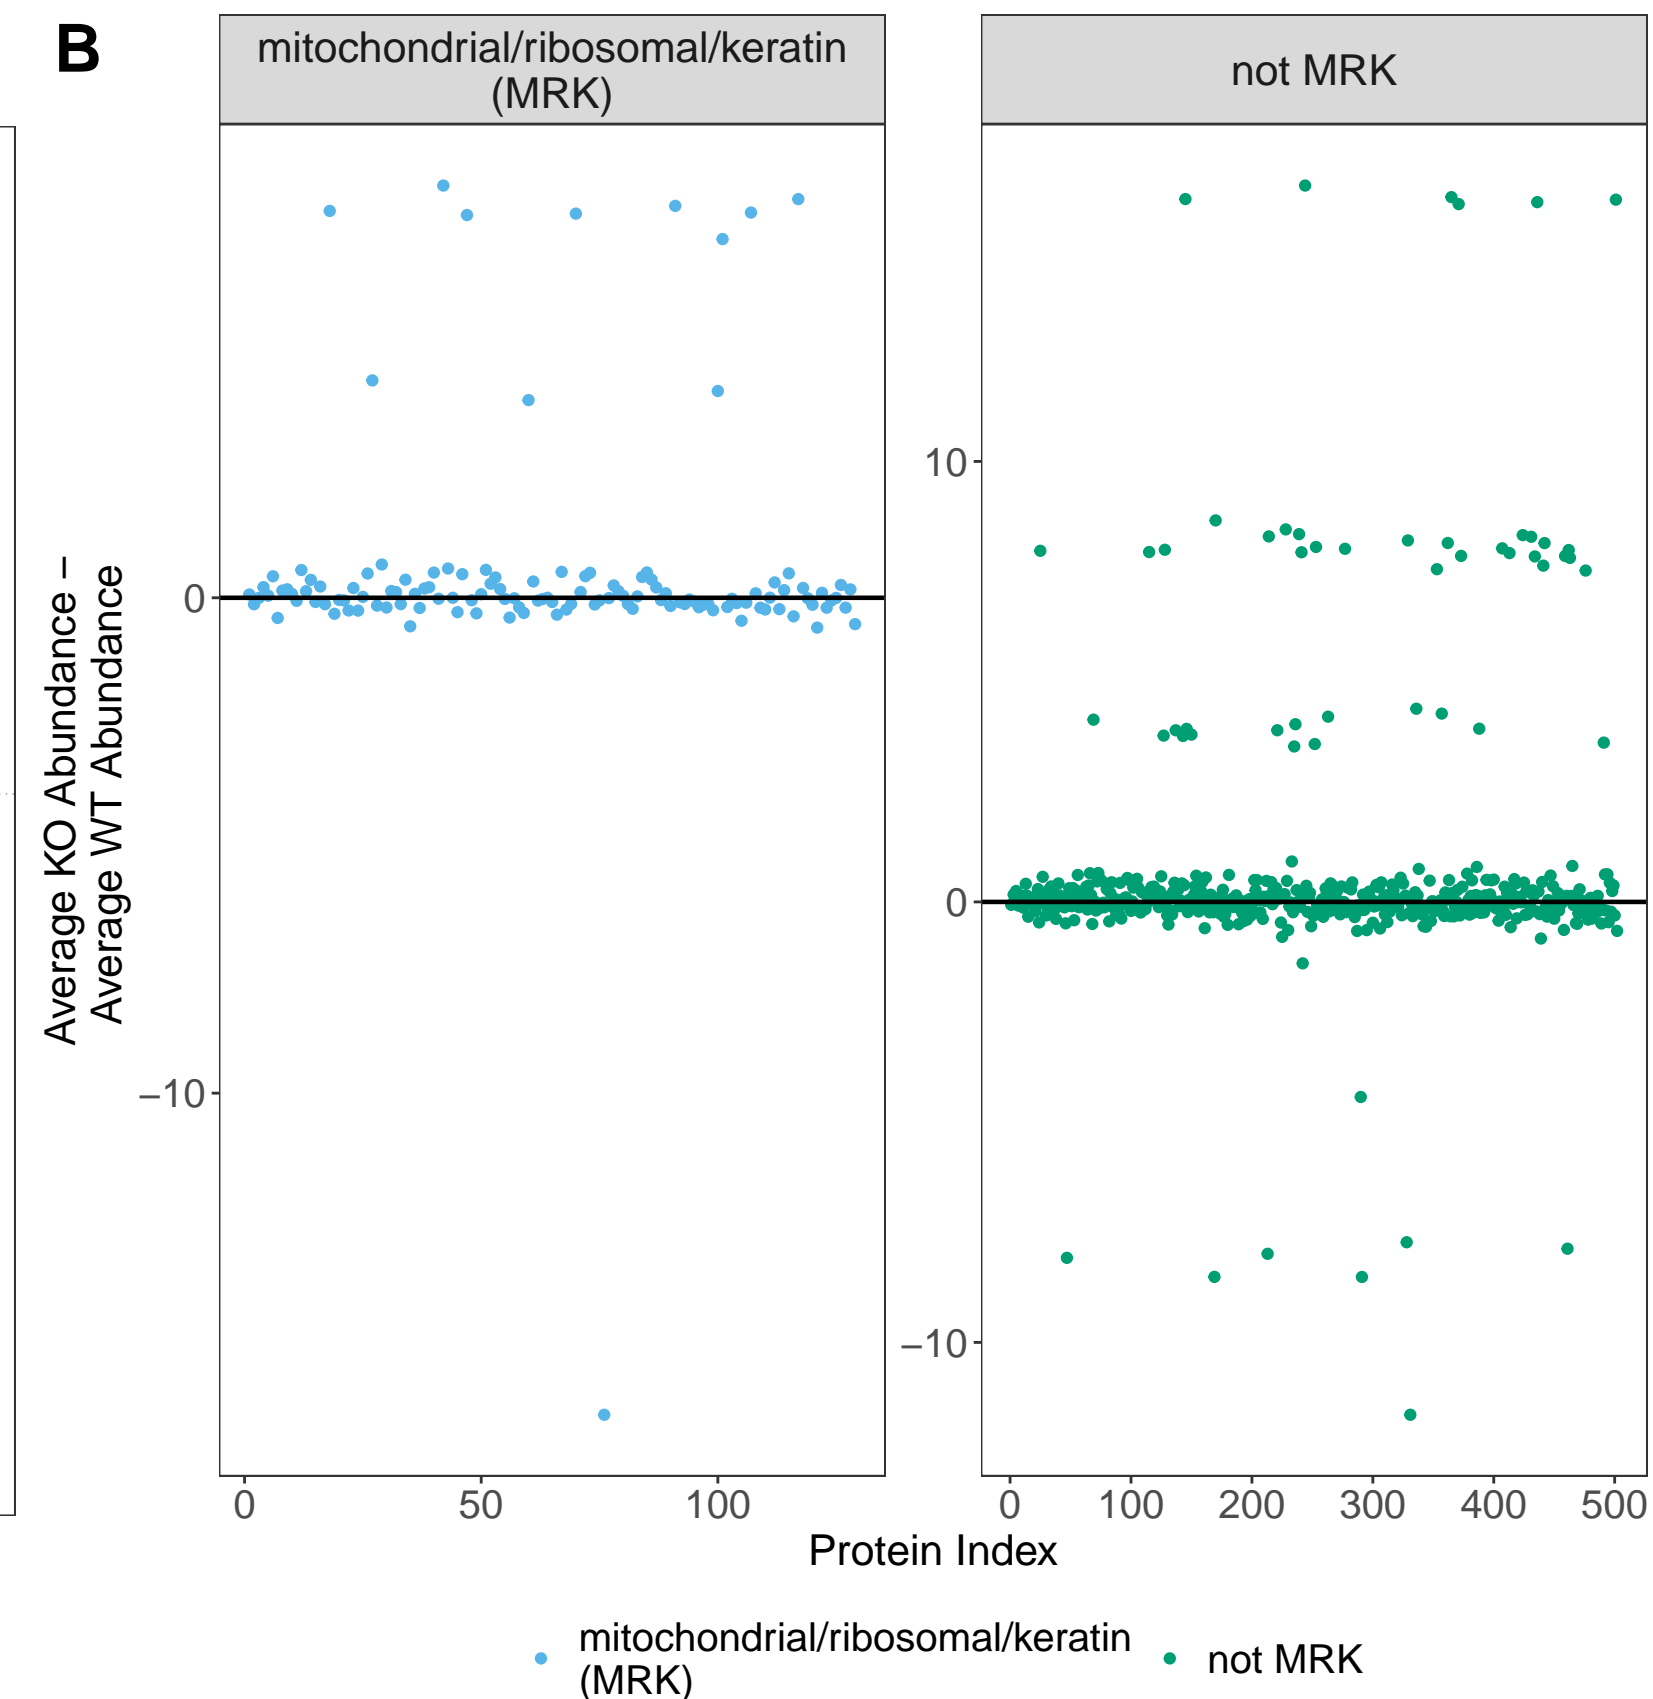 B
mitochondrial/ribosomal/keratin
(MRK)
not MRK
Average KO Abundance –
Average WT Abundance
0
−10
10
0
−10
0 50 100
0 100 200 300 400 500
Protein Index
mitochondrial/ribosomal/keratin
(MRK)
not MRK